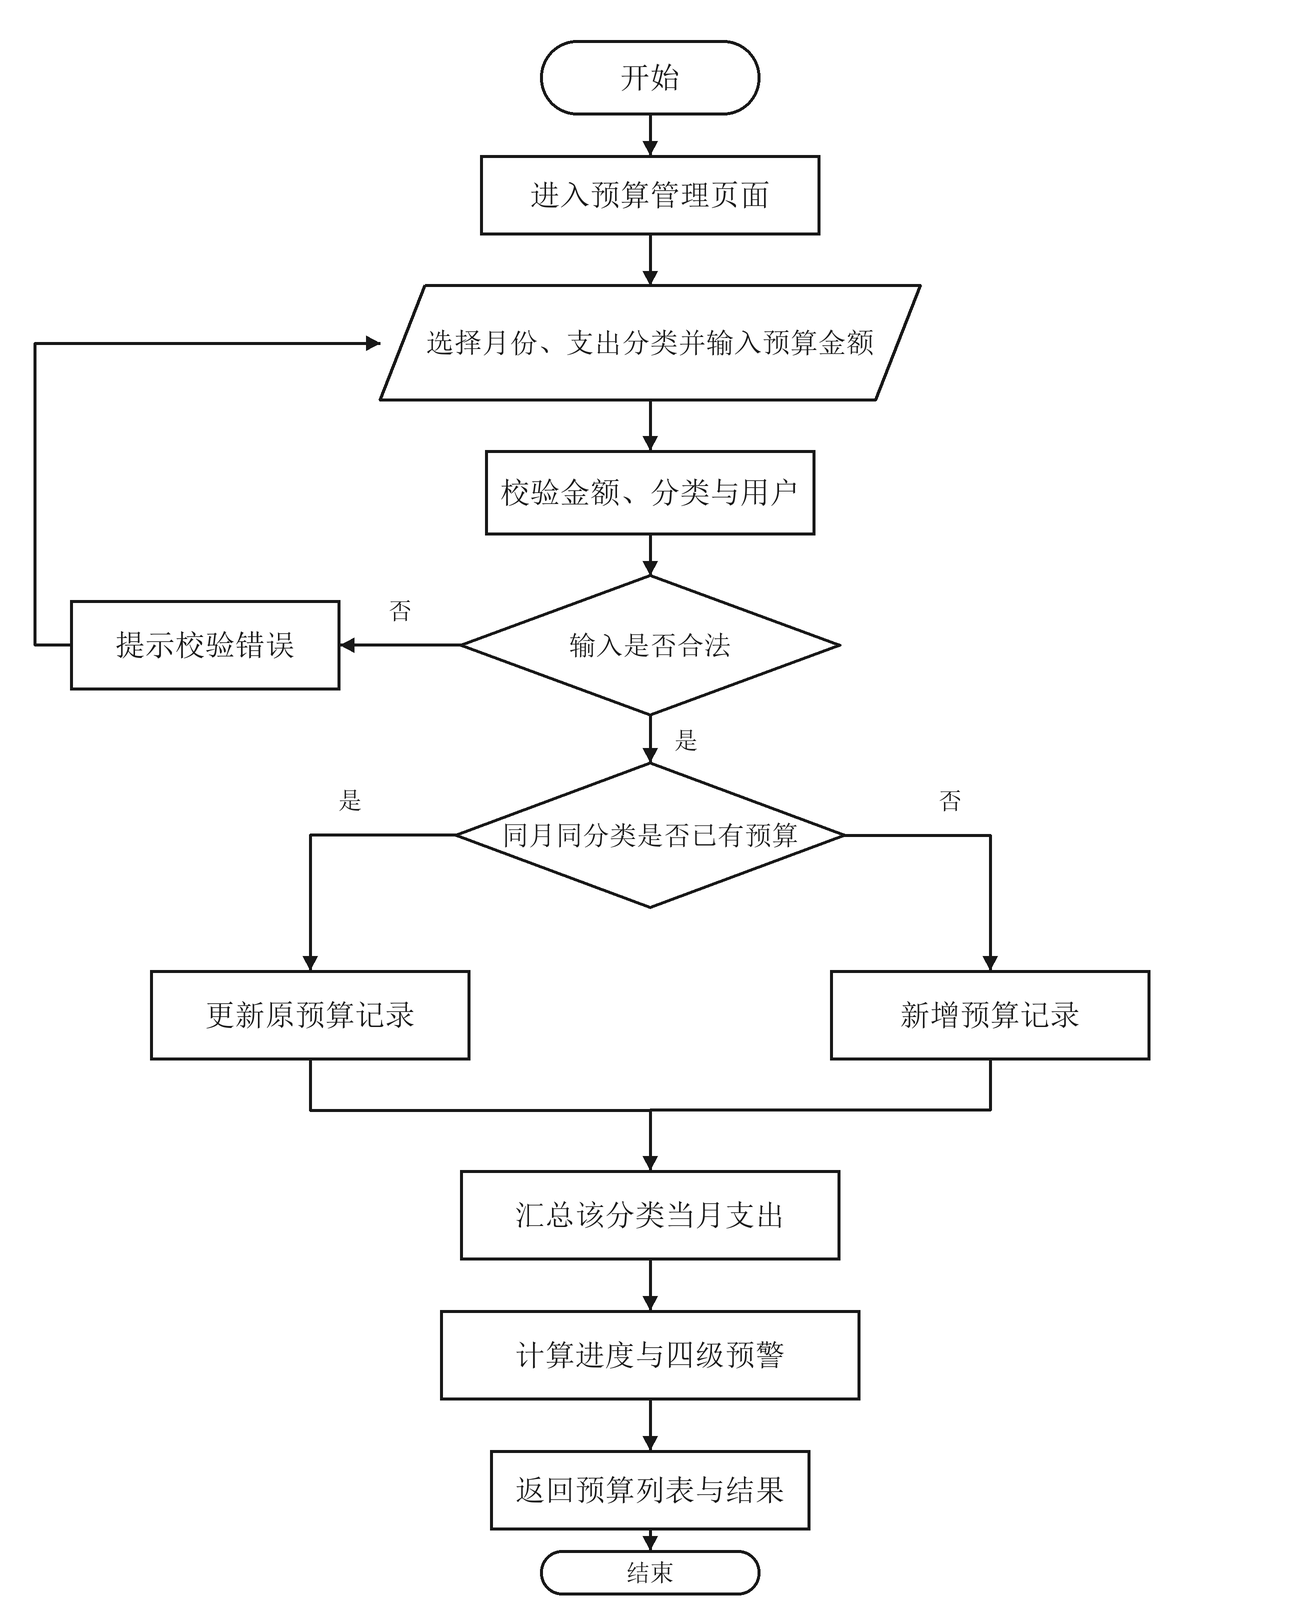 开始
进入预算管理页面
选择月份、支出分类并输入预算金额
校验金额、分类与用户
否
提示校验错误
输入是否合法
是
是
否
同月同分类是否已有预算
更新原预算记录
新增预算记录
汇总该分类当月支出
计算进度与四级预警
返回预算列表与结果
结束